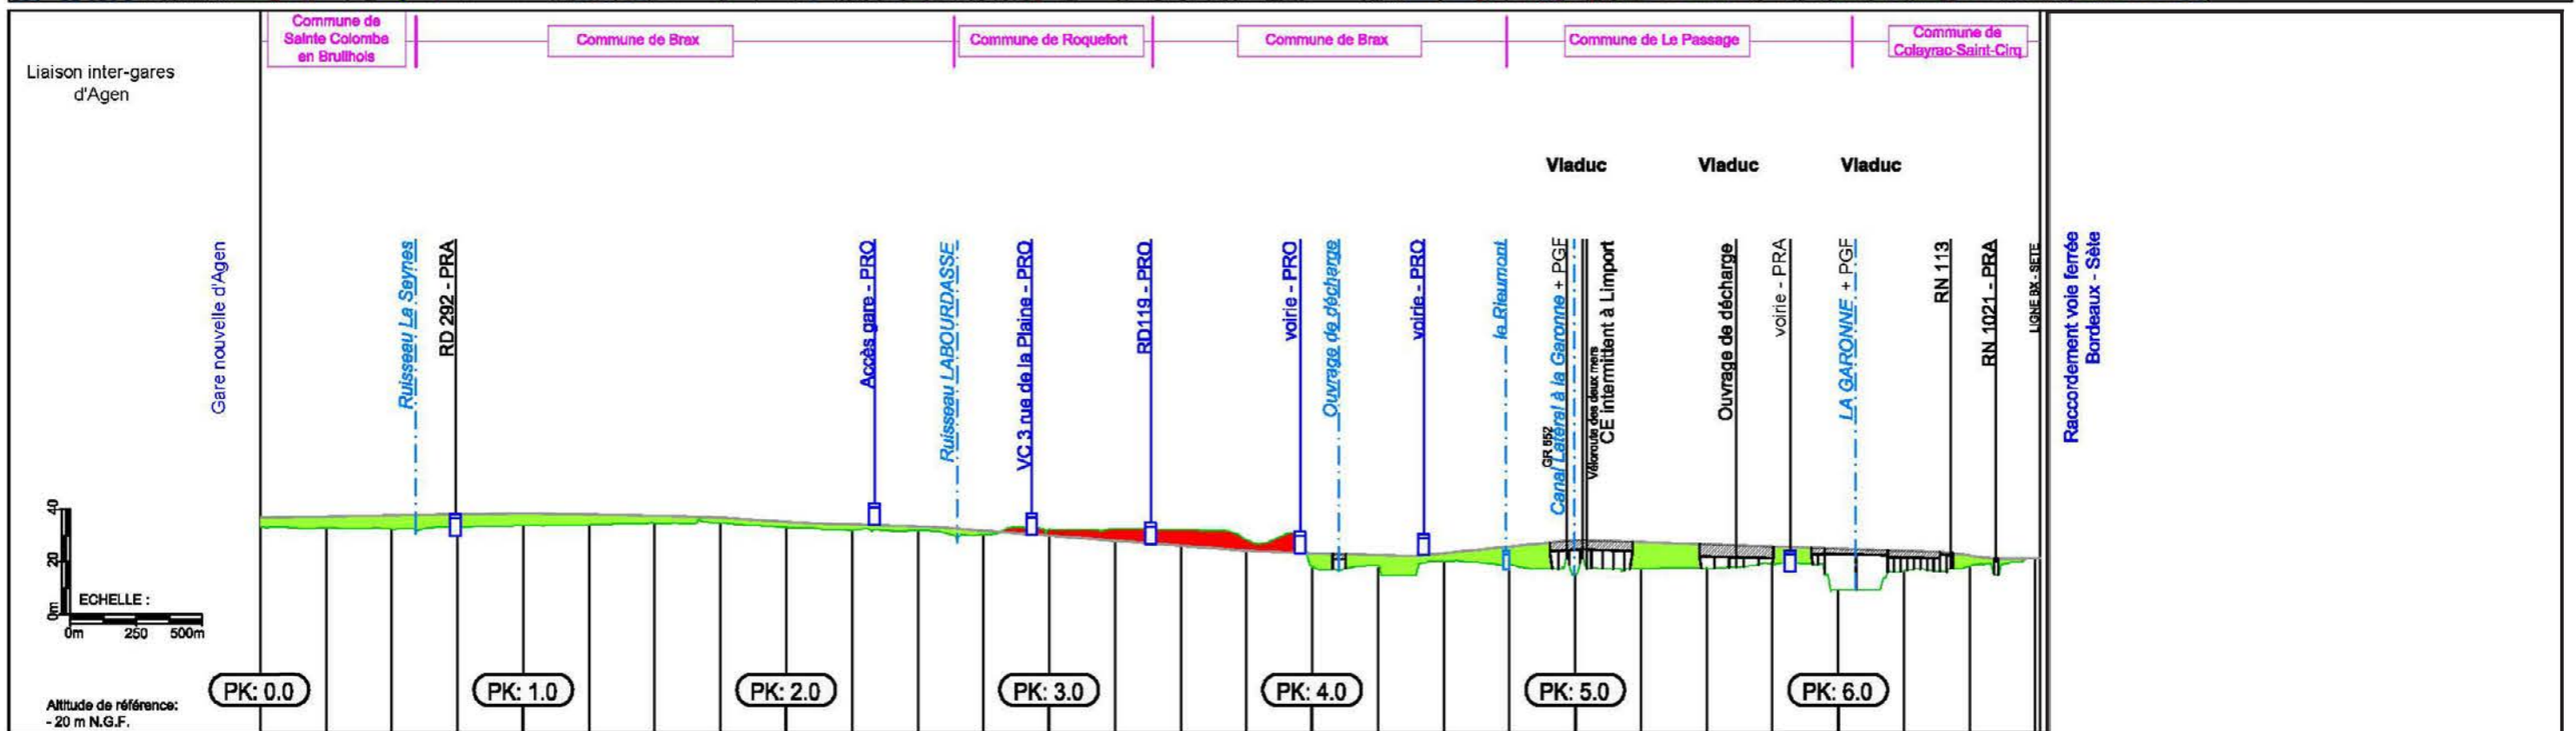 Commune de
Sainte Colombe
en Brulhois
Commune de Brax
Commune de Roquefort
Commune de Brax
Commune de Le Passage
Commune de
Colayrac-Saint-Cirq
Liaison inter-gares
d'Agen
Viaduc
Viaduc
Viaduc
Gare nouvelle d'Agen
Ruisseau La Seynes
RD 292 - PRA
Accès gare - PRO
Ruisseau LABOURDASSE
VC 3 rue de la Plaine - PRO
RD119 - PRO
voirie - PRO
Ouvrage de décharge
voirie - PRO
le Rieumont
GR 652
Canal Latéral à la Garonne + PGF
Véloroute des deux mers
CE intermittent à Limport
Ouvrage de décharge
voirie - PRA
LA GARONNE + PGF
RN 113
RN 1021 - PRA
LIGNE BX - SETE
Raccordement voie ferrée
Bordeaux - Sète
40
20
0m
ECHELLE :
0m 250 500m
PK: 0.0
PK: 1.0
PK: 2.0
PK: 3.0
PK: 4.0
PK: 5.0
PK: 6.0
Altitude de référence:
- 20 m N.G.F.